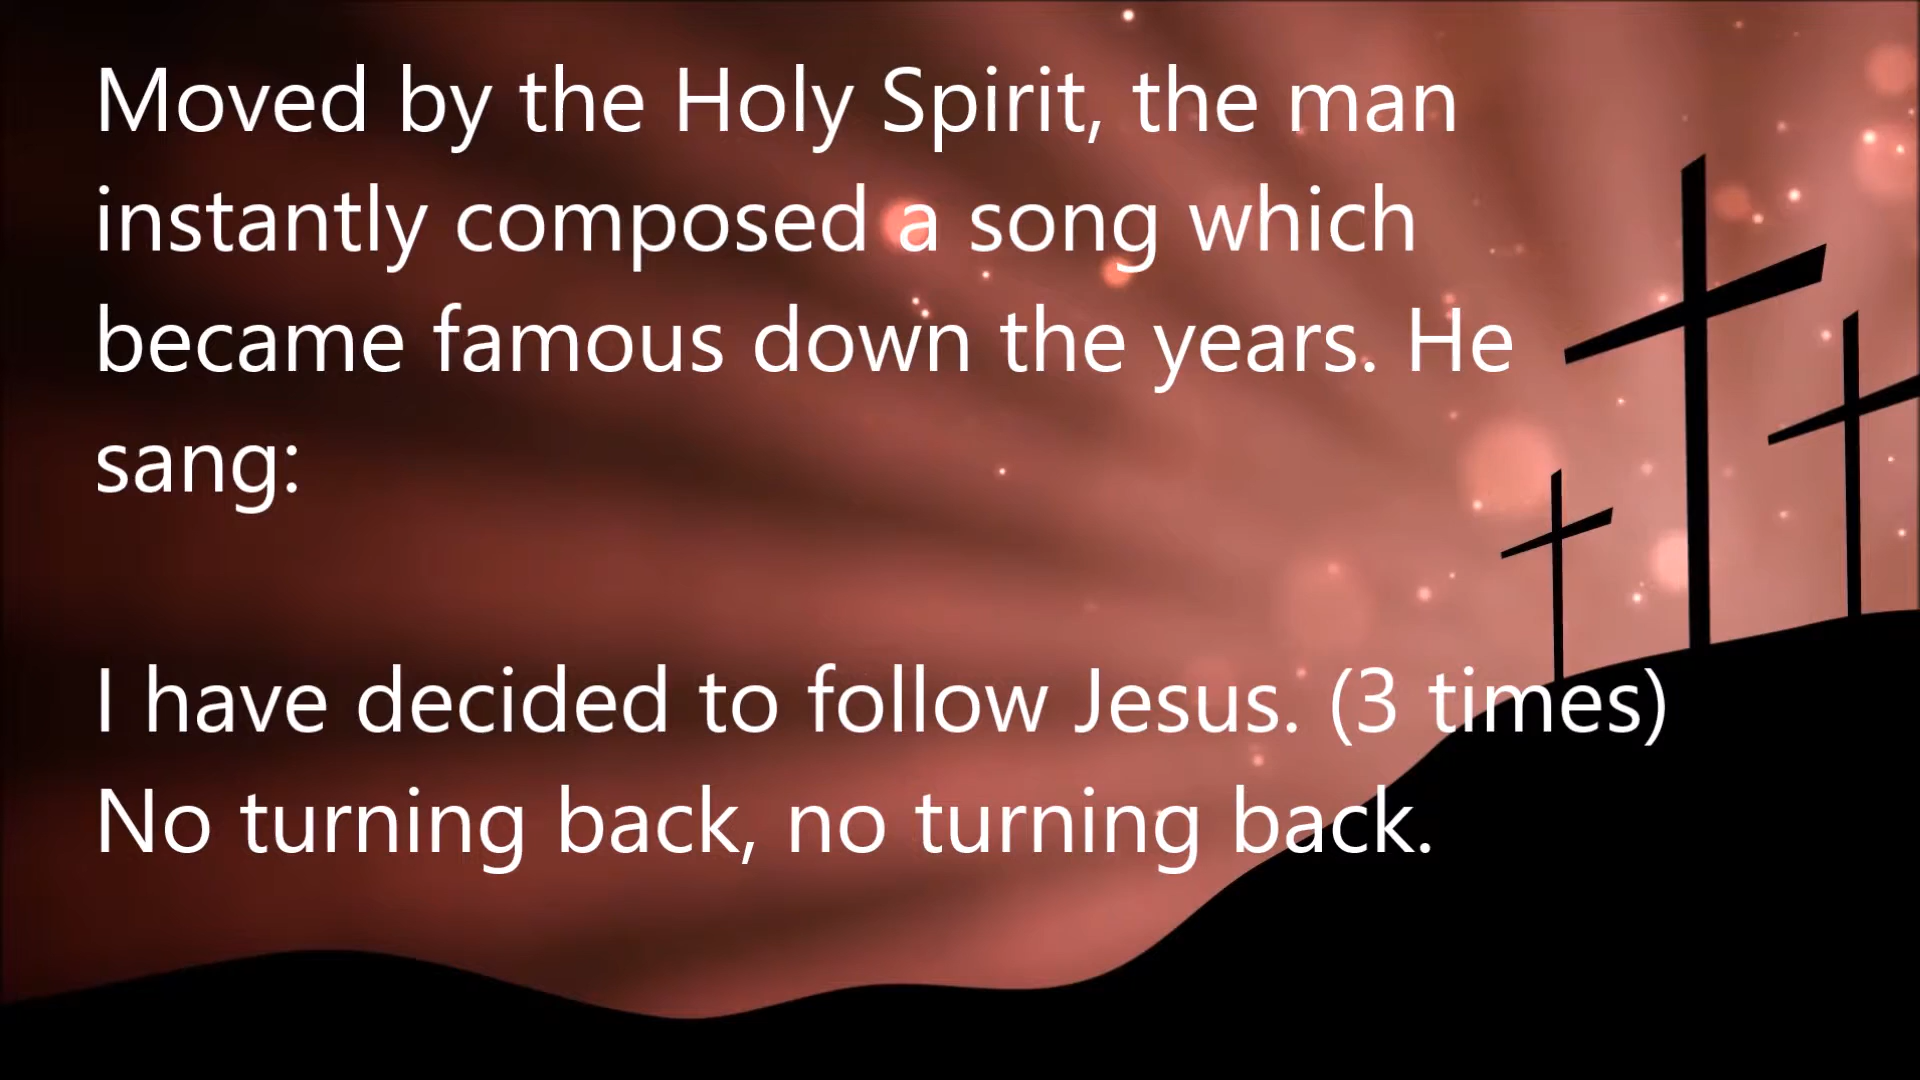 Moved by the Holy Spirit, the man
instantly composed a song which
became famous down the years. He
sang:
I have decided to follow Jesus. (3 times)
No turning back, no turning back.